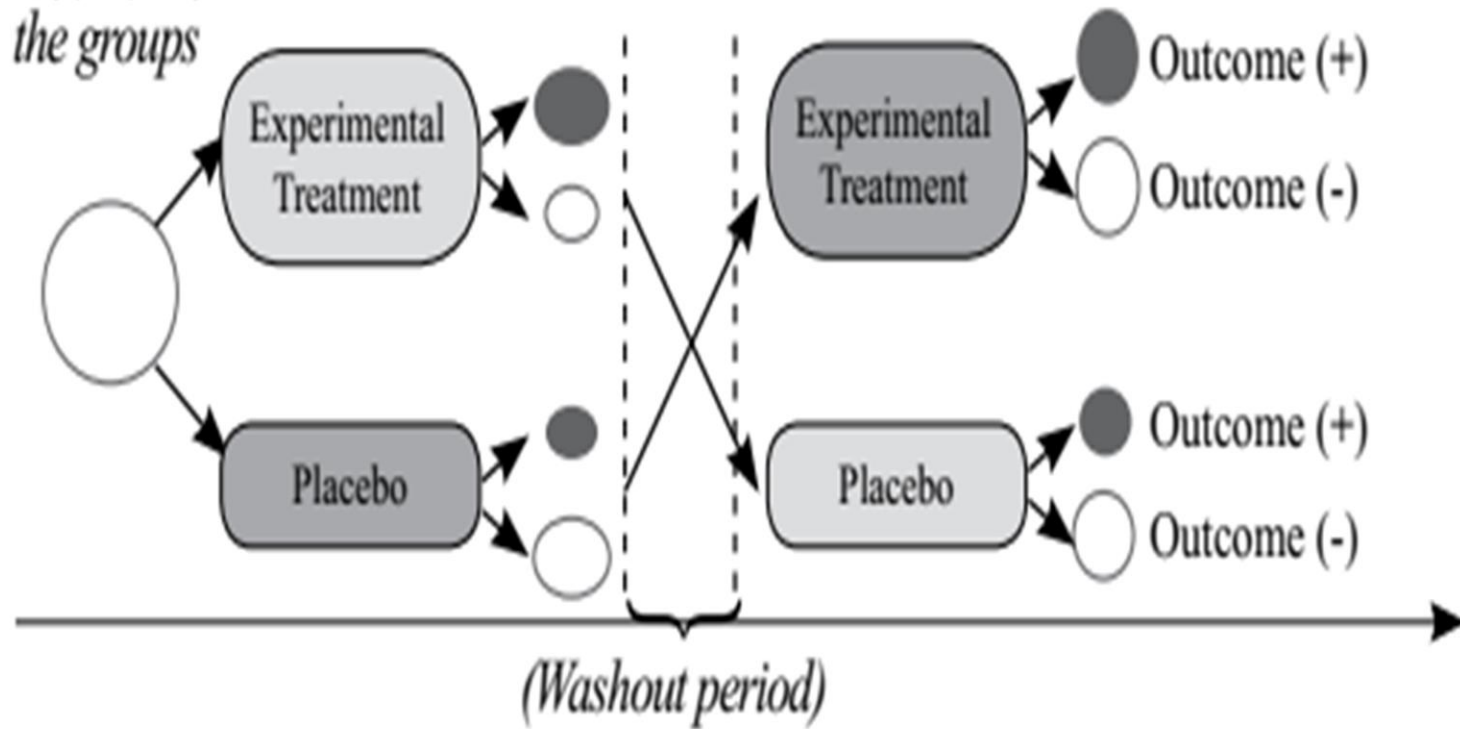 the groups
Experimental
Treatment
Placebo
Experimental
Treatment
Placebo
Outcome (+)
Outcome (-)
Outcome (+)
Outcome (-)
(Washout period)